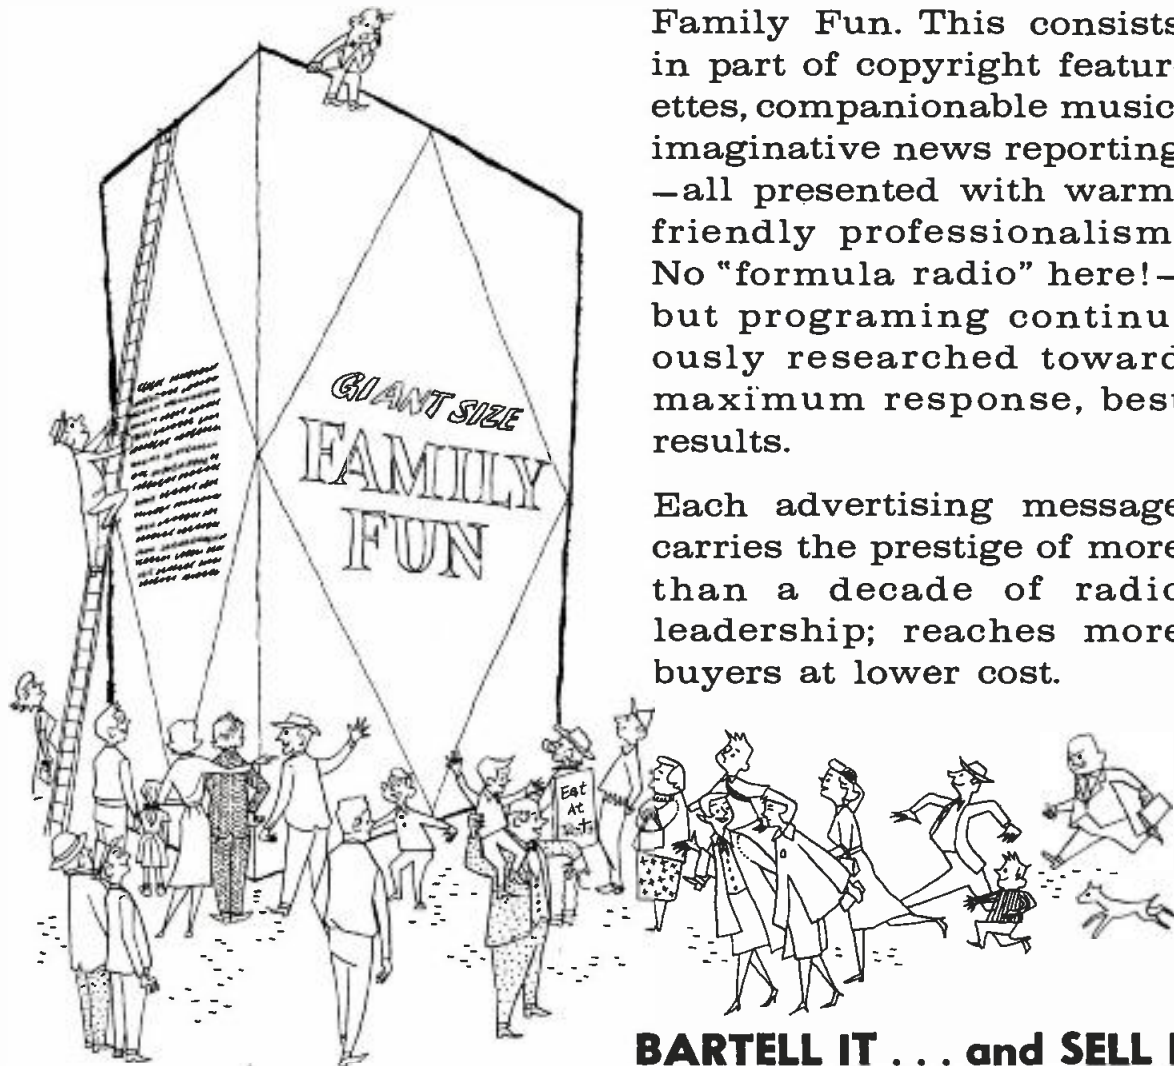 Family Fun. This consists
in part of copyright featur-
ettes, companionable music
imaginative news reporting
—all presented with warm
friendly professionalism
No "formula radio" here!—
but programing continu
ously researched toward
maximum response, best
results.
Each advertising message
carries the prestige of more
than a decade of radio
leadership; reaches more
buyers at lower cost.
GIANT SIZE
FAMILY
FUN
Eat
At
BARTELL IT . . . and SELL